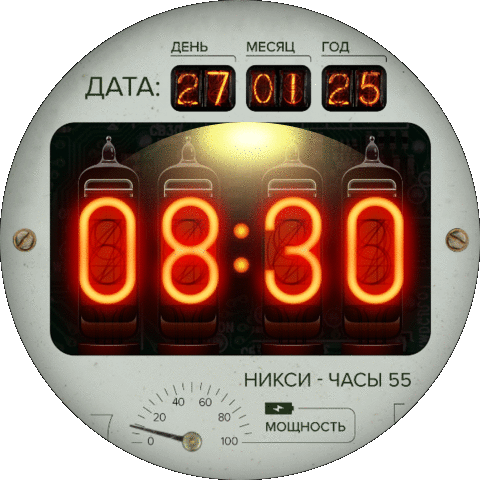 ДЕНЬ МЕСЯЦ ГОД
ДАТА: 27 01 25
08:30
НИКСИ - ЧАСЫ 55
0 20 40 60 80 100
МОЩНОСТЬ